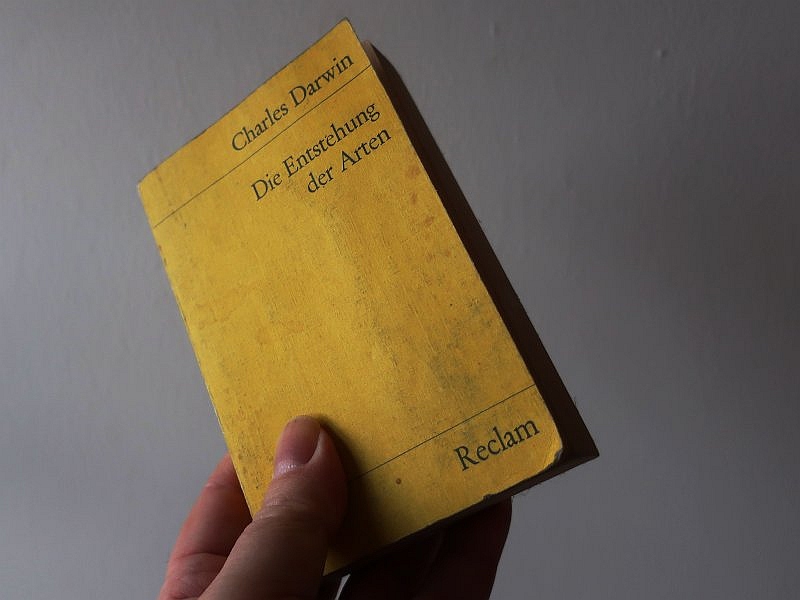 Charles Darwin
Die Entstehung
der Arten
Reclam